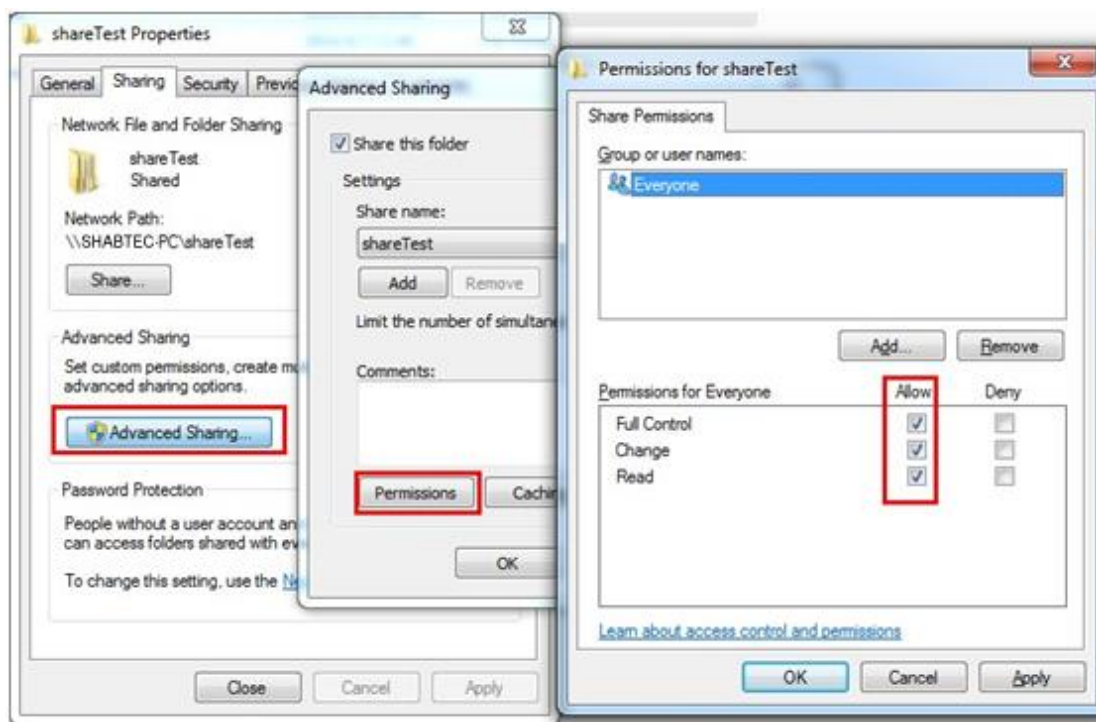 shareTest Properties
General Sharing Security
Network File and Folder Sharing
shareTest
Shared
Network Path:
\\SHABTEC-PC\shareTest
Share...
Advanced Sharing
Set custom permissions, create
advanced sharing options.
Advanced Sharing...
Password Protection
People without a user account
can access folders shared with
To change this setting, use the
Close Cancel Apply
Advanced Sharing
Share this folder
Settings
Share name:
shareTest
Add Remove
Limit the number of
Comments:
Permissions
OK
Permissions for shareTest
Share Permissions
Group or user names:
Everyone
Add... Remove
Permissions for Everyone Allow Deny
Full Control
Change
Read
Learn about access control and permissions
OK Cancel Apply